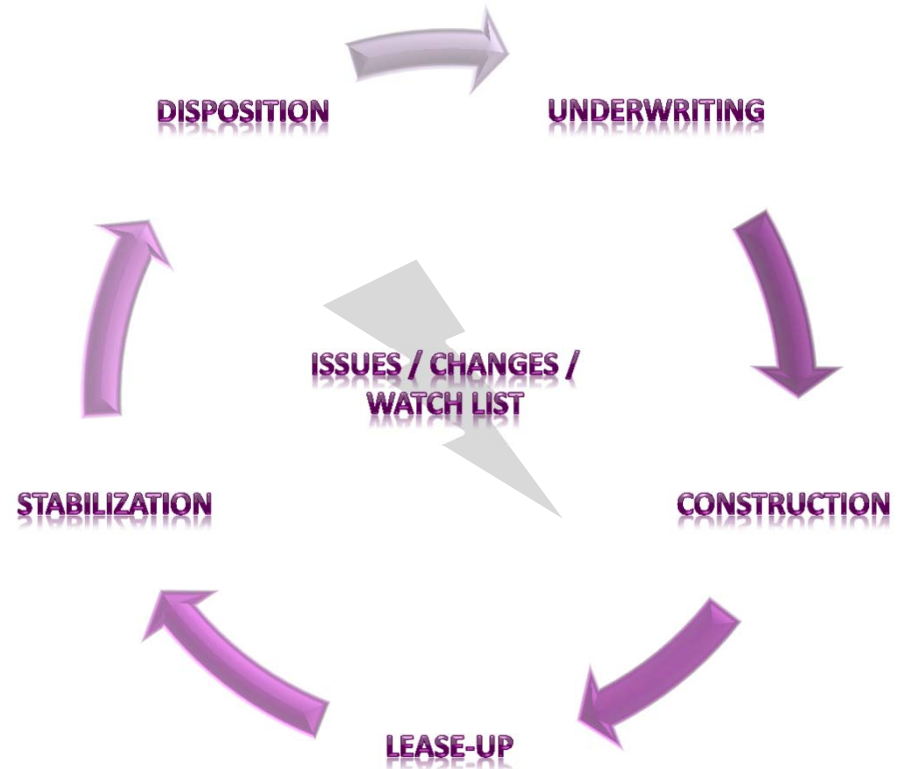 DISPOSITION
UNDERWRITING
ISSUES / CHANGES /
WATCH LIST
STABILIZATION
CONSTRUCTION
LEASE-UP